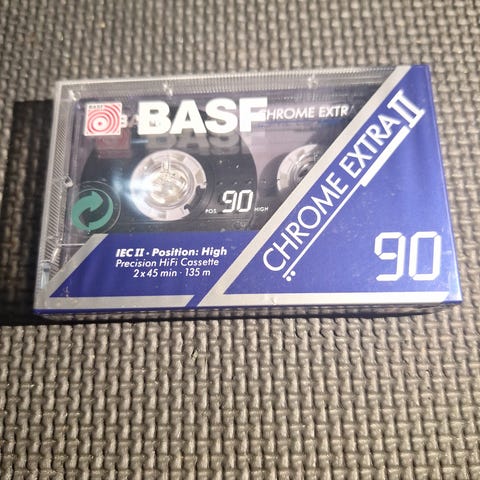 BASF
BASF
CHROME EXTRA
CHROME EXTRA II
POS. 90 HIGH
IEC II · Position: High
Precision HiFi Cassette
2 x 45 min · 135 m
90